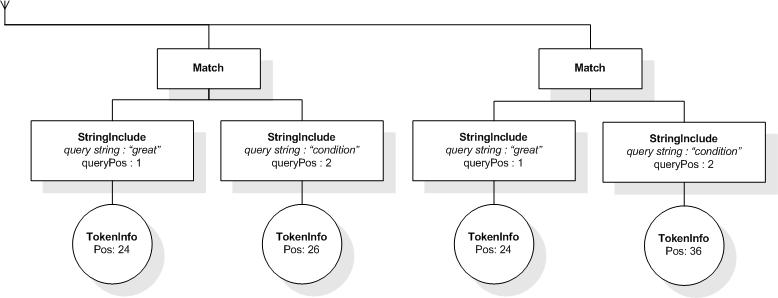 Match
Match
StringInclude
query string : “great”
queryPos : 1
StringInclude
query string : “condition”
queryPos : 2
StringInclude
query string : “great”
queryPos : 1
StringInclude
query string : “condition”
queryPos : 2
TokenInfo
Pos: 24
TokenInfo
Pos: 26
TokenInfo
Pos: 24
TokenInfo
Pos: 36